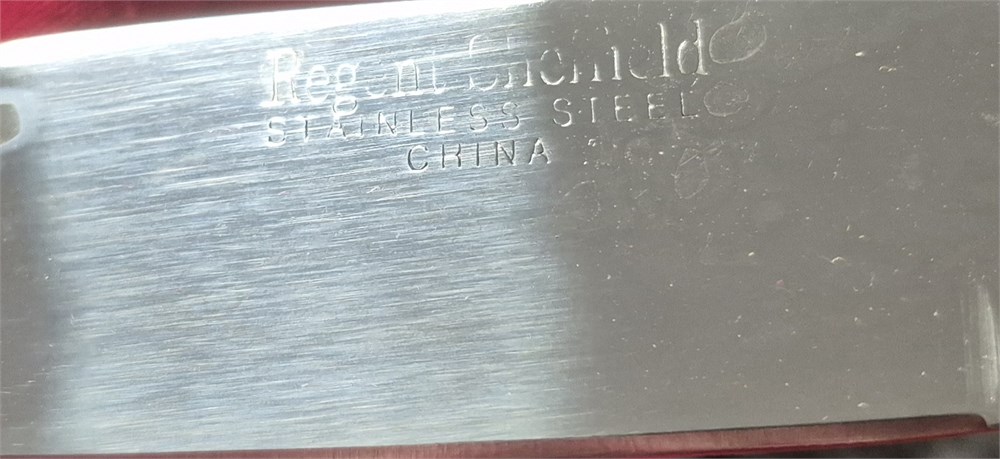 Regent Sheffield
STAINLESS STEEL
CHINA